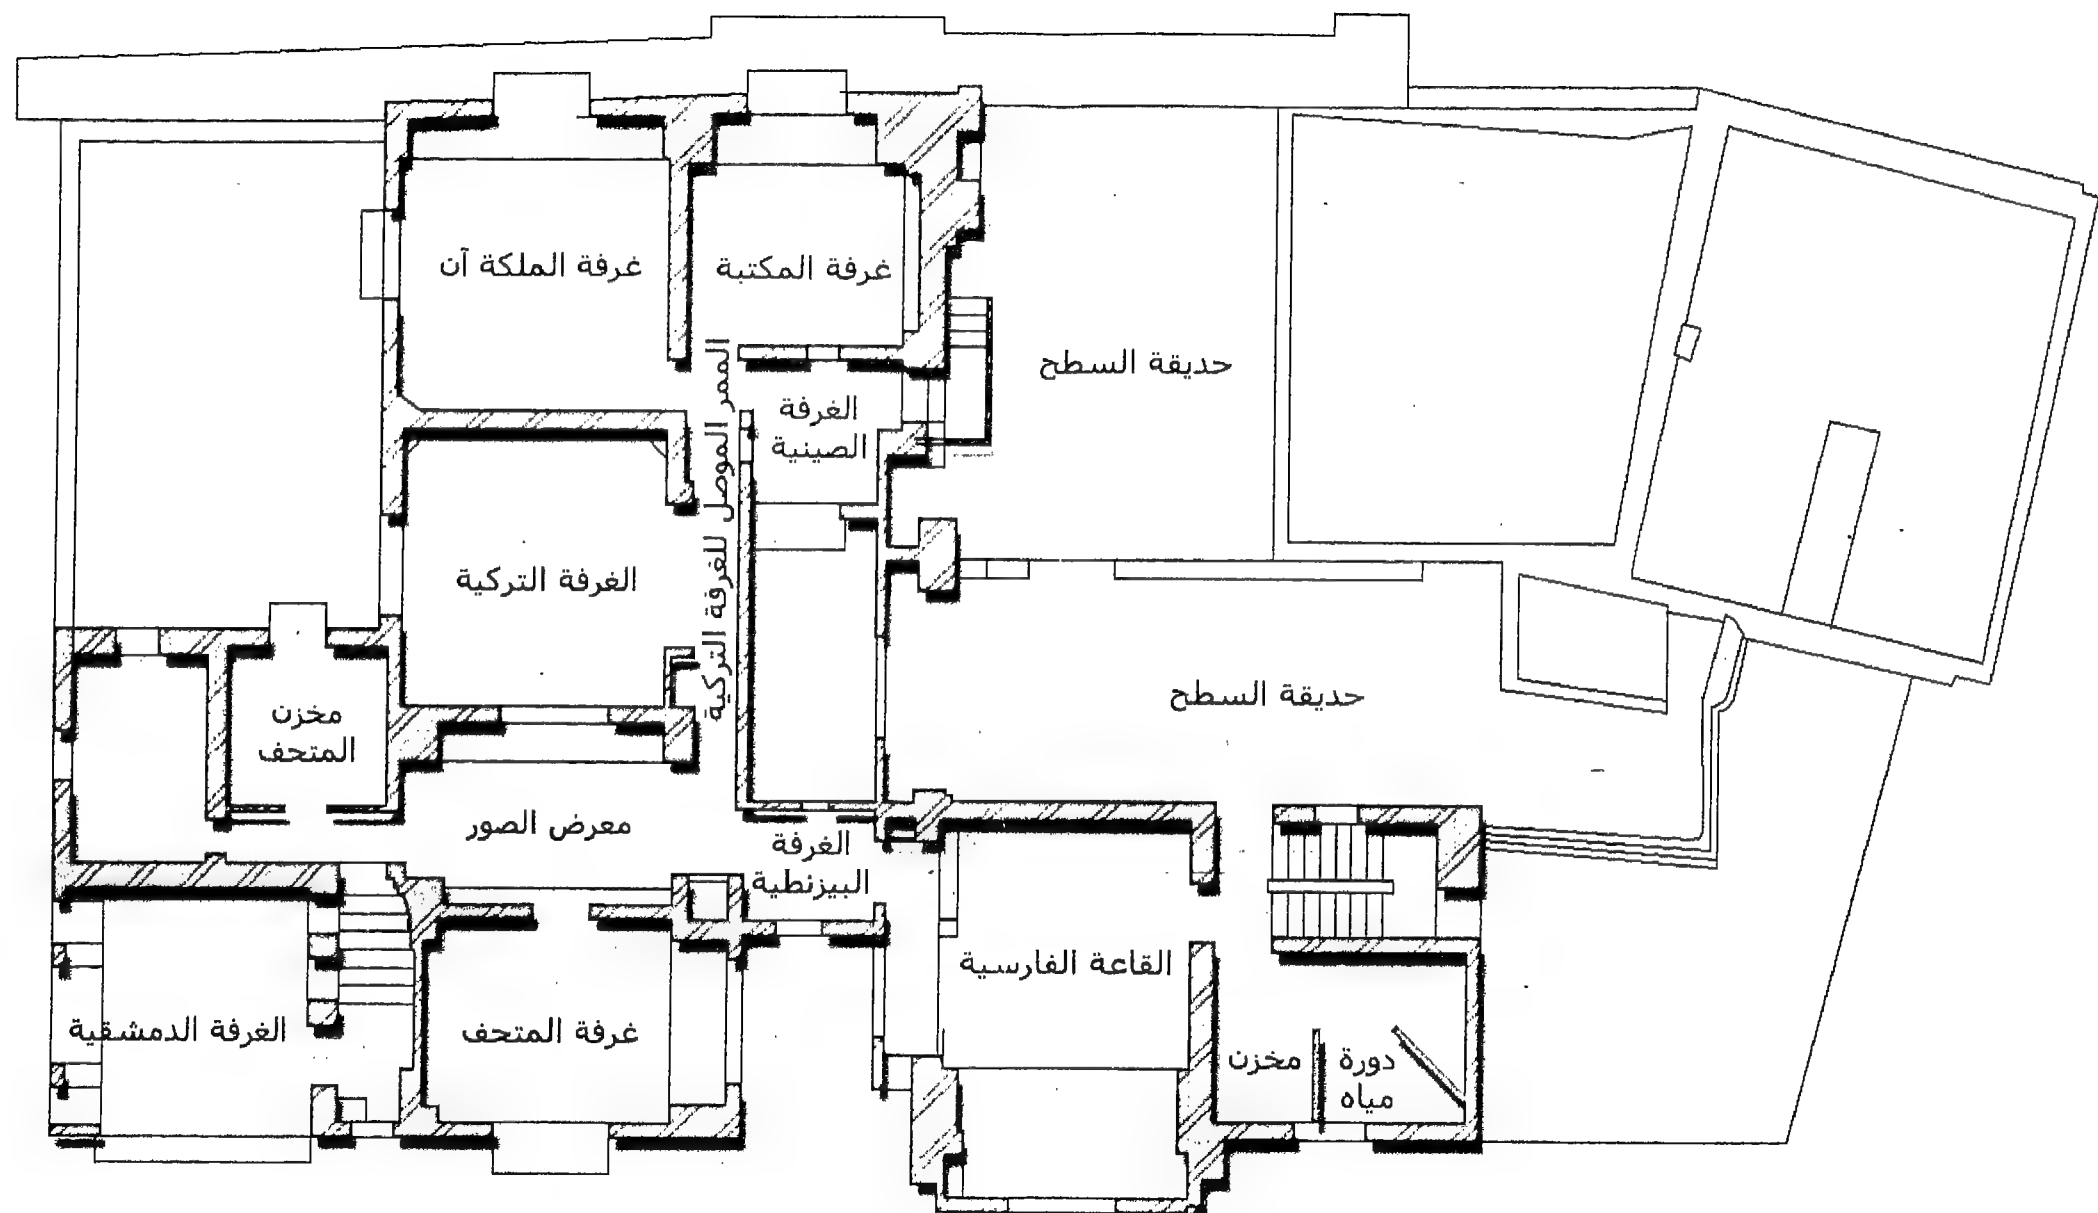 غرفة المكتبة
غرفة الملكة آن
حديقة السطح
الغرفة
الصينية
الممر الموصل للغرفة التركية
الغرفة التركية
حديقة السطح
مخزن
المتحف
معرض الصور
الغرفة
البيزنطية
القاعة الفارسية
غرفة المتحف
الغرفة الدمشقية
دورة
مياه
مخزن